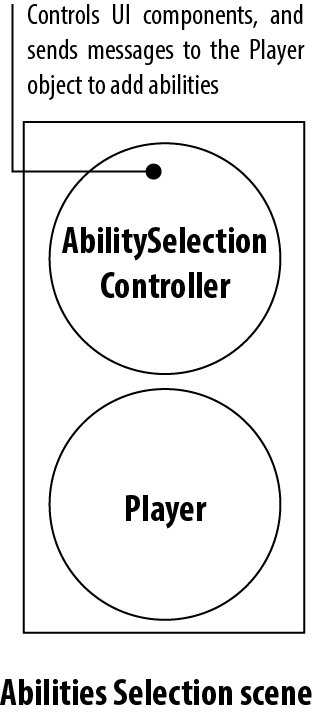 Controls UI components, and
sends messages to the Player
object to add abilities
AbilitySelection
Controller
Player
Abilities Selection scene